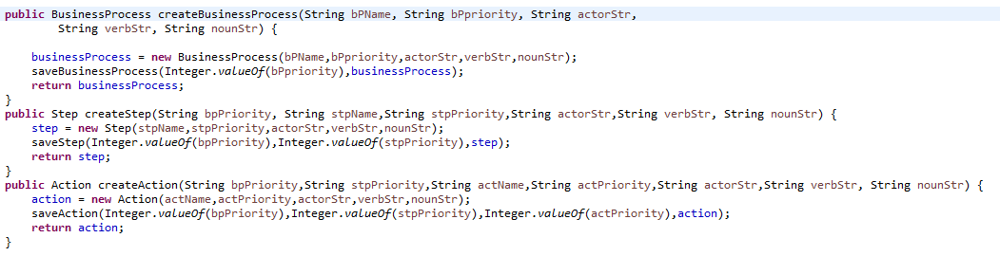 public BusinessProcess createBusinessProcess(String bPName, String bPpriority, String actorStr,
        String verbStr, String nounStr) {
    businessProcess = new BusinessProcess(bPName,bPpriority,actorStr,verbStr,nounStr);
    saveBusinessProcess(Integer.valueOf(bPpriority),businessProcess);
    return businessProcess;
}
public Step createStep(String bpPriority, String stpName,String stpPriority,String actorStr,String verbStr, String nounStr) {
    step = new Step(stpName,stpPriority,actorStr,verbStr,nounStr);
    saveStep(Integer.valueOf(bpPriority),Integer.valueOf(stpPriority),step);
    return step;
}
public Action createAction(String bpPriority,String stpPriority,String actName,String actPriority,String actorStr,String verbStr, String nounStr) {
    action = new Action(actName,actPriority,actorStr,verbStr,nounStr);
    saveAction(Integer.valueOf(bpPriority),Integer.valueOf(stpPriority),Integer.valueOf(actPriority),action);
    return action;
}